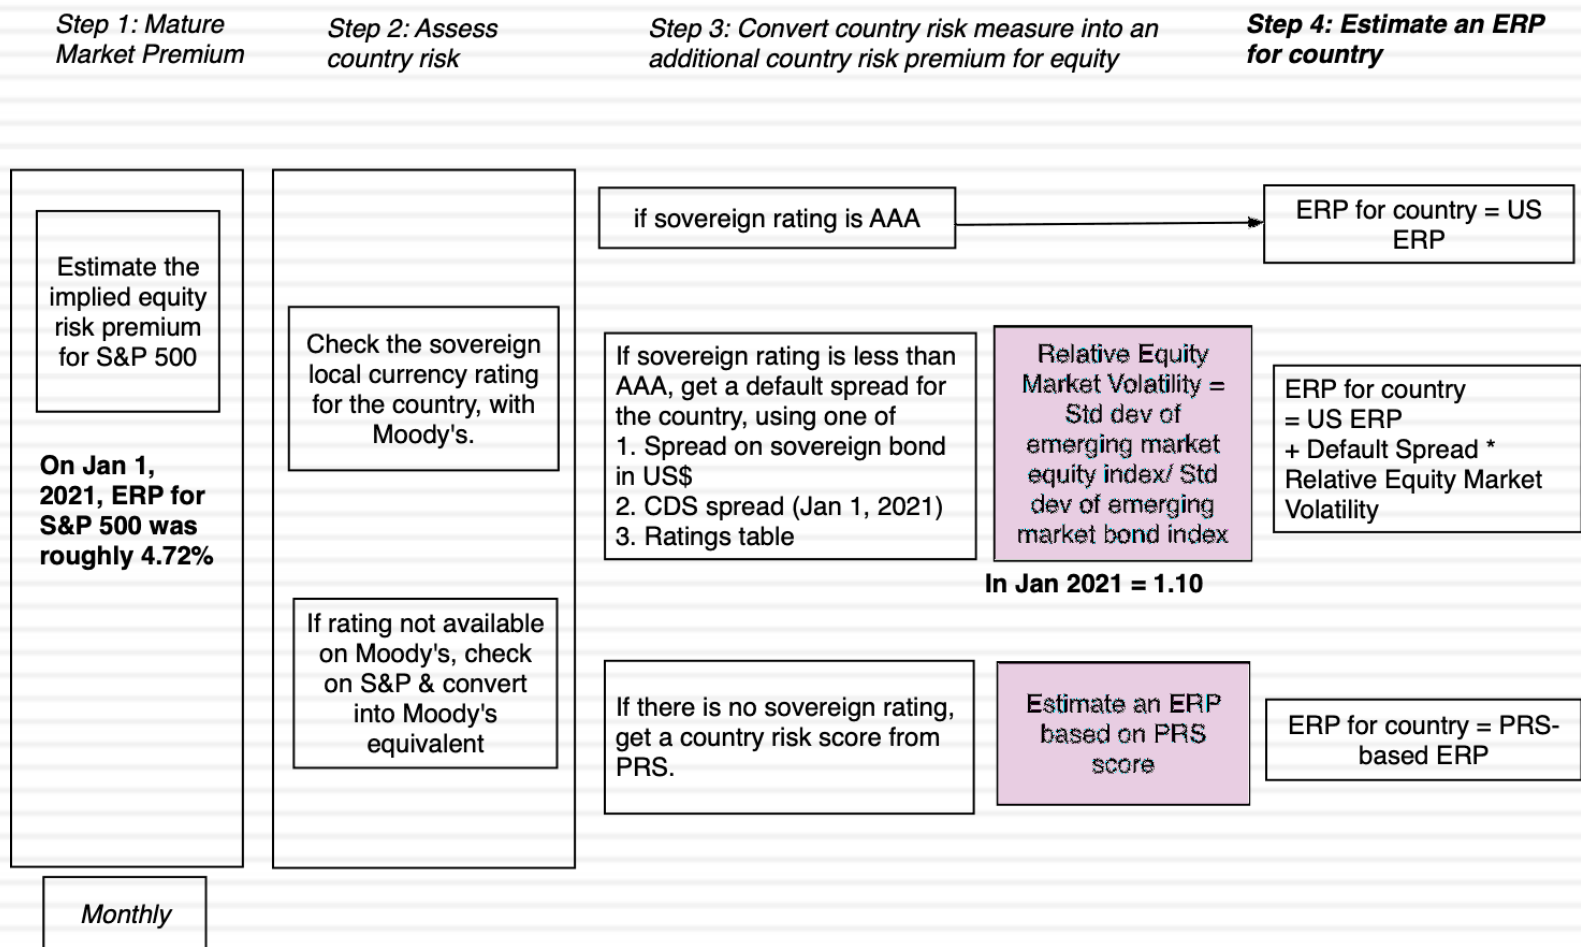 Step 1: Mature
Market Premium
Step 2: Assess
country risk
Step 3: Convert country risk measure into an
additional country risk premium for equity
Step 4: Estimate an ERP
for country
Estimate the
implied equity
risk premium
for S&P 500
On Jan 1,
2021, ERP for
S&P 500 was
roughly 4.72%
Monthly
Check the sovereign
local currency rating
for the country, with
Moody's.
If rating not available
on Moody's, check
on S&P & convert
into Moody's
equivalent
if sovereign rating is AAA
ERP for country = US
ERP
If sovereign rating is less than
AAA, get a default spread for
the country, using one of
1. Spread on sovereign bond
in US$
2. CDS spread (Jan 1, 2021)
3. Ratings table
Relative Equity
Market Volatility =
Std dev of
emerging market
equity index/ Std
dev of emerging
market bond index
In Jan 2021 = 1.10
ERP for country
= US ERP
+ Default Spread *
Relative Equity Market
Volatility
If there is no sovereign rating,
get a country risk score from
PRS.
Estimate an ERP
based on PRS
score
ERP for country = PRS-
based ERP